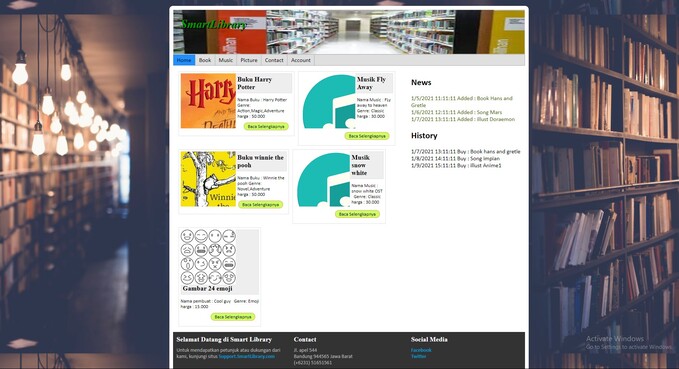 SmartLibrary
Home Book Music Picture Contact Account
Buku Harry
Potter
Nama Buku : Harry Potter
Genre:
Action,Magic,Adventure
harga : 50.000
Baca Selengkapnya
Musik Fly
Away
Nama Music : Fly
away to heaven
Genre: Classic
harga : 30.000
Baca Selengkapnya
Buku winnie the
pooh
Nama Buku : Winnie the
pooh Genre:
Novel,Adventure
harga : 30.000
Baca Selengkapnya
Musik
snow
white
Nama Music :
snow white OST
Genre: Classic
harga : 30.000
Baca Selengkapnya
Gambar 24 emoji
Nama pembuat : Cool guy Genre: Emoji
harga : 15.000
Baca Selengkapnya
News
1/5/2021 11:11:11 Added : Book Hans and
Gretle
1/6/2021 12:11:11 Added : Song Mars
1/7/2021 13:11:11 Added : Illust Doraemon
History
1/7/2021 13:11:11 Buy : Book hans and gretle
1/8/2021 14:11:11 Buy : Song Impian
1/9/2021 15:11:11 Buy : Illust Anime1
Selamat Datang di Smart Library
Untuk mendapatkan petunjuk atau dukungan dari
kami, kunjungi situs Support.SmartLibrary.com
Contact
Jl. apel 544
Bandung 944565 Jawa Barat
(+6231) 51651561
Social Media
Facebook
Twitter
Activate Windows
Go to Settings to activate Windows.